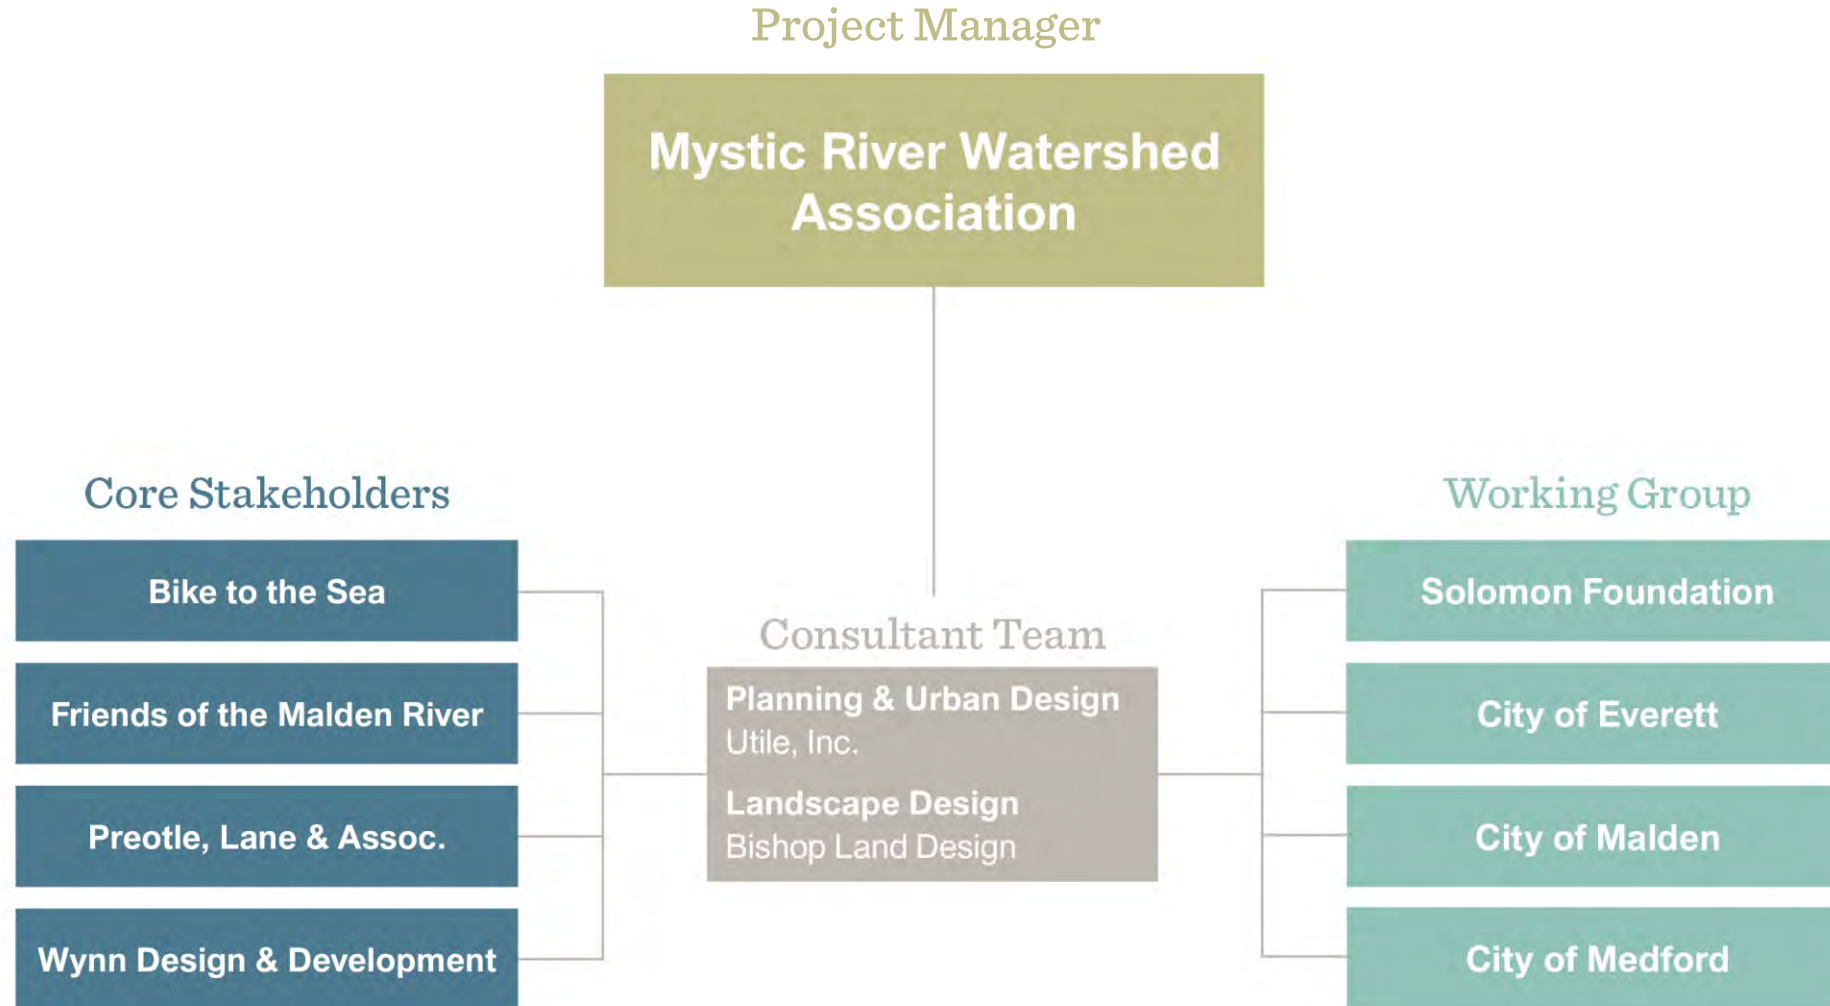 Project Manager
Mystic River Watershed
Association
Core Stakeholders
Bike to the Sea
Friends of the Malden River
Preotle, Lane & Assoc.
Wynn Design & Development
Consultant Team
Planning & Urban Design
Utile, Inc.
Landscape Design
Bishop Land Design
Working Group
Solomon Foundation
City of Everett
City of Malden
City of Medford